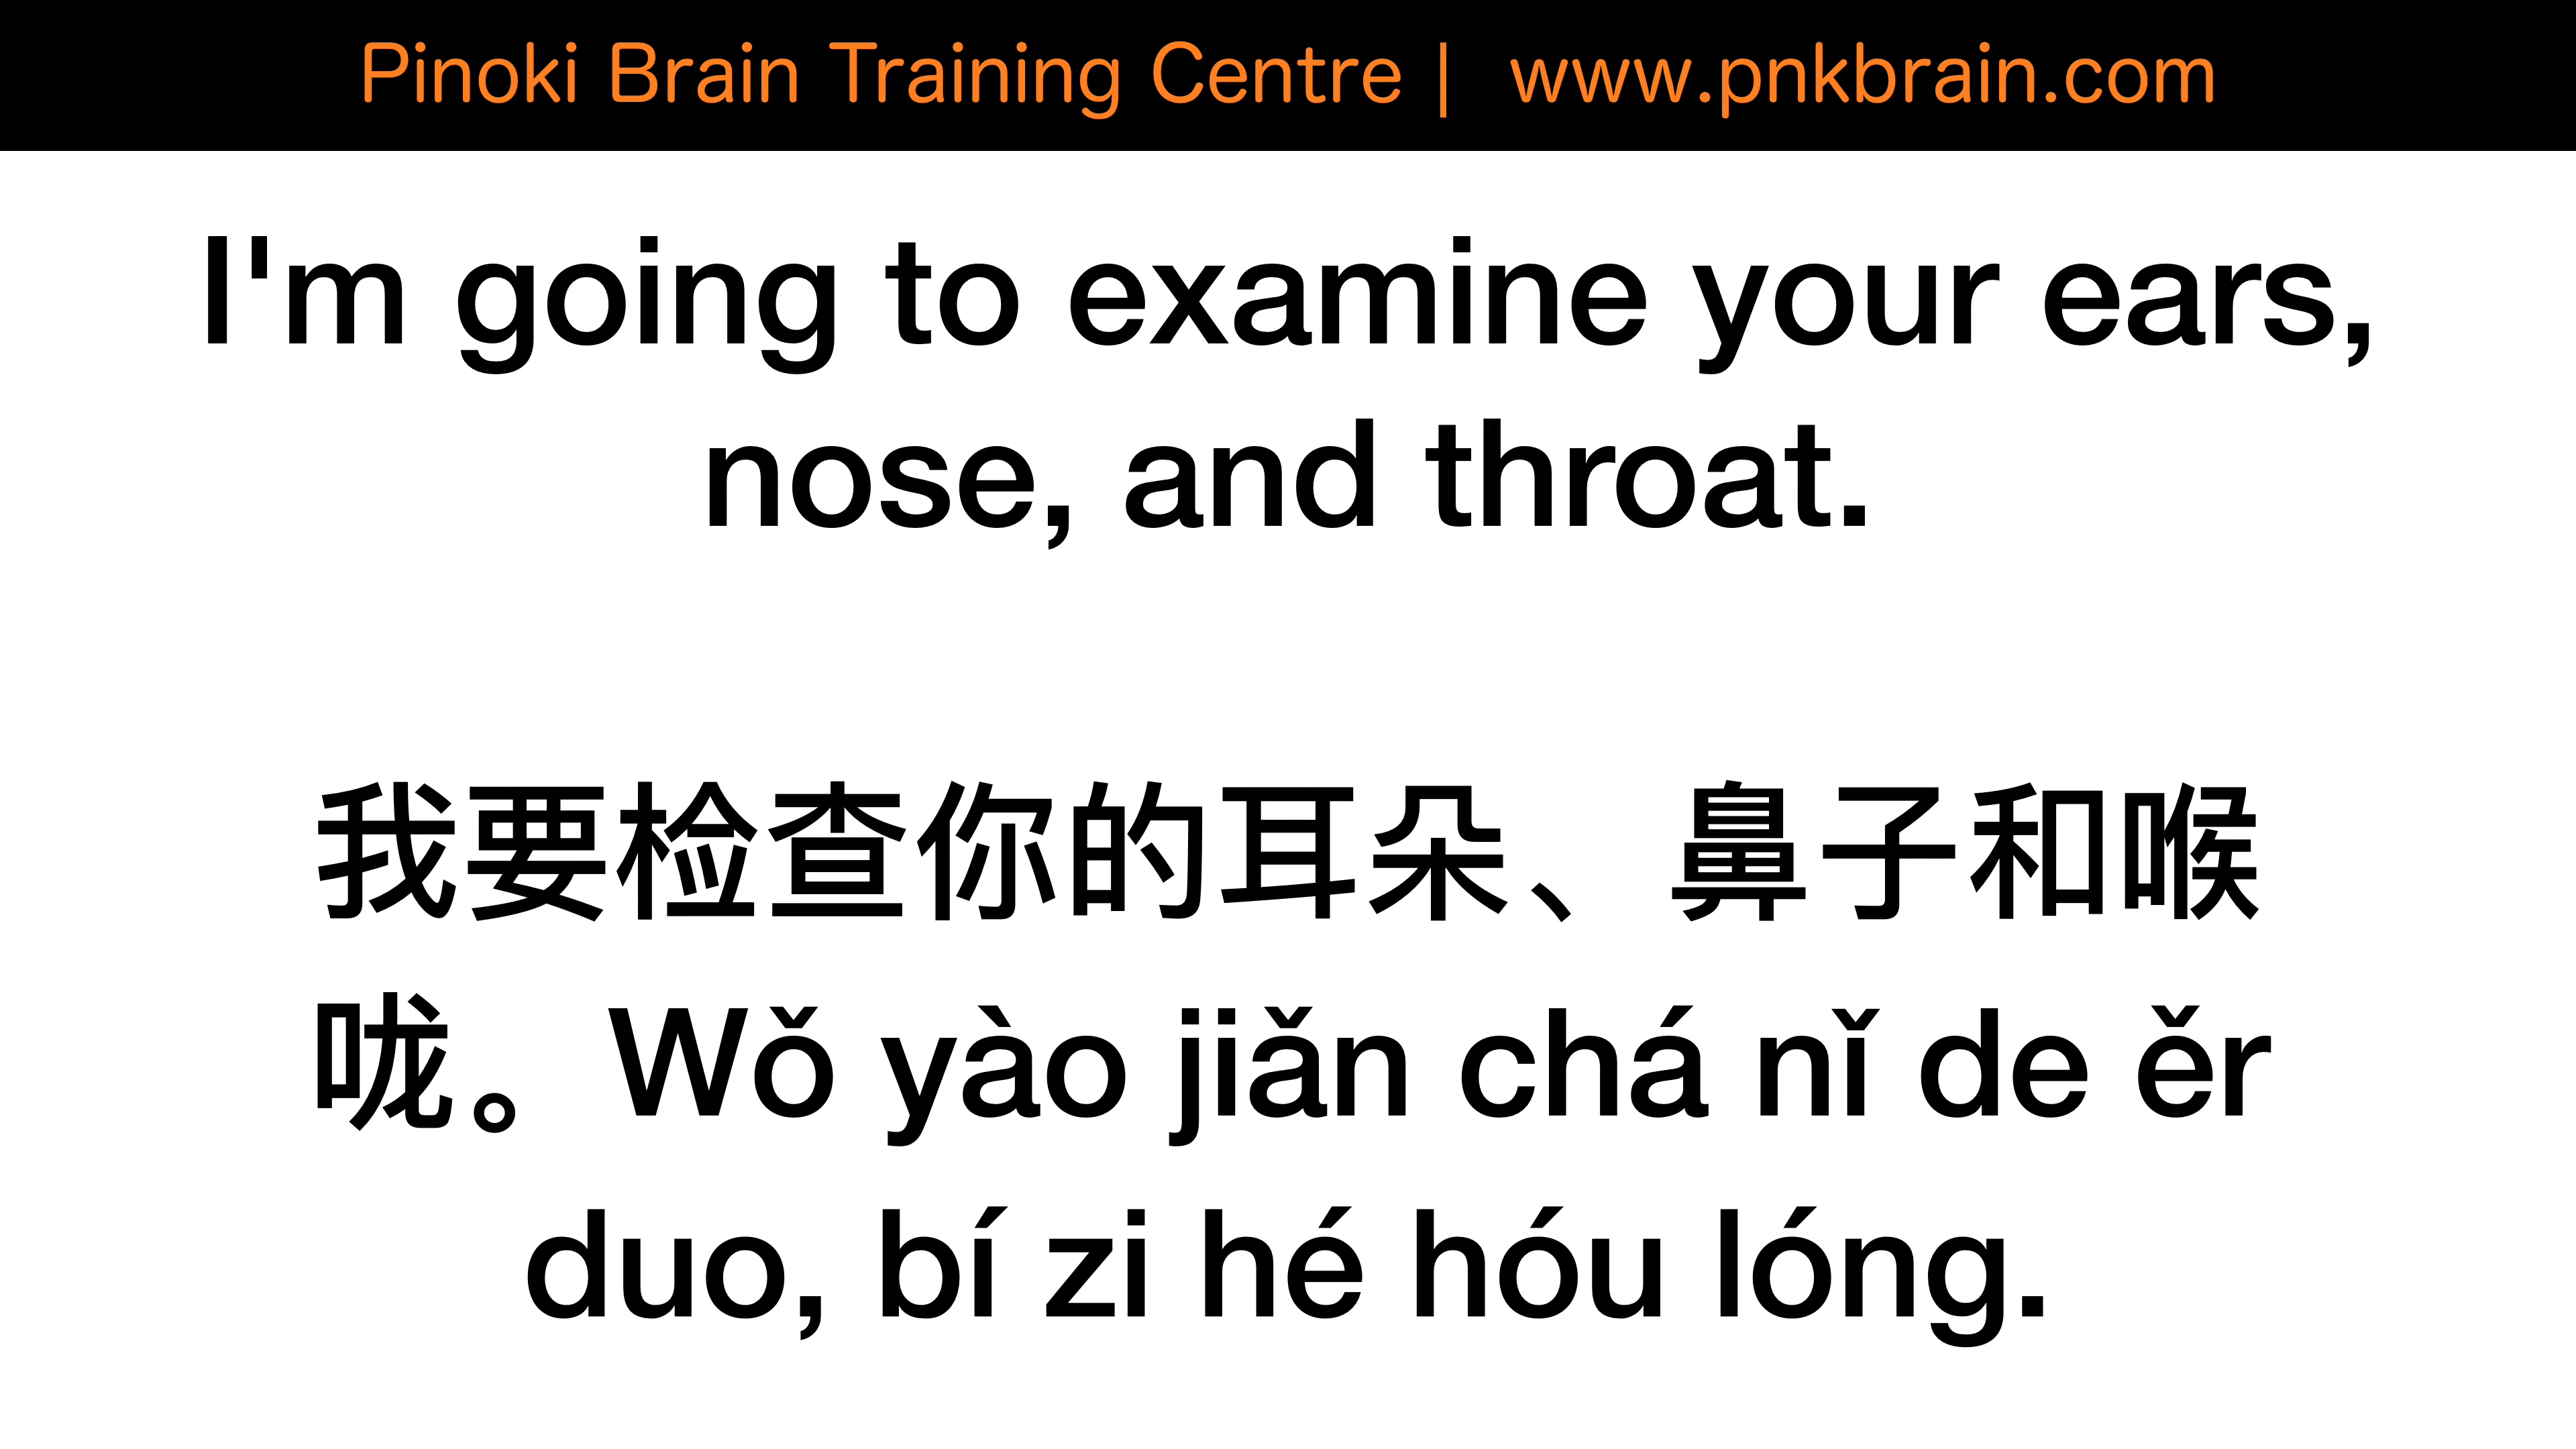 Pinoki Brain Training Centre | www.pnkbrain.com
I'm going to examine your ears,
nose, and throat.
我要检查你的耳朵、鼻子和喉
咙。Wǒ yào jiǎn chá nǐ de ěr
duo, bí zi hé hóu lóng.